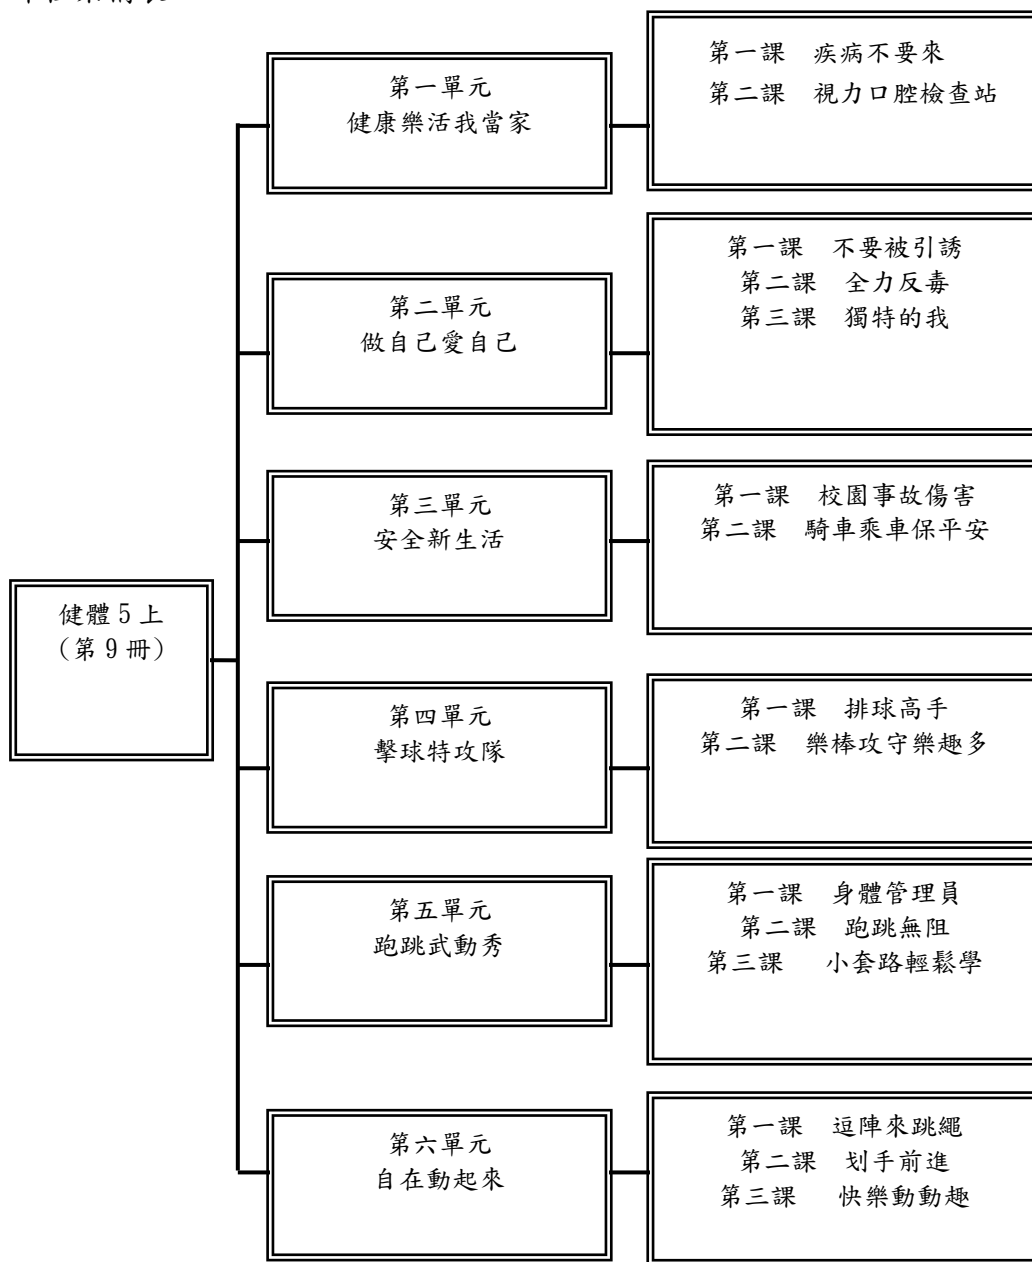 健體 5 上
（第 9 冊）
第一單元
健康樂活我當家
第一課 疾病不要來
第二課 視力口腔檢查站
第二單元
做自己愛自己
第一課 不要被引誘
第二課 全力反毒
第三課 獨特的我
第三單元
安全新生活
第一課 校園事故傷害
第二課 騎車乘車保平安
第四單元
擊球特攻隊
第一課 排球高手
第二課 樂棒攻守樂趣多
第五單元
跑跳武動秀
第一課 身體管理員
第二課 跑跳無阻
第三課 小套路輕鬆學
第六單元
自在動起來
第一課 逗陣來跳繩
第二課 划手前進
第三課 快樂動動趣